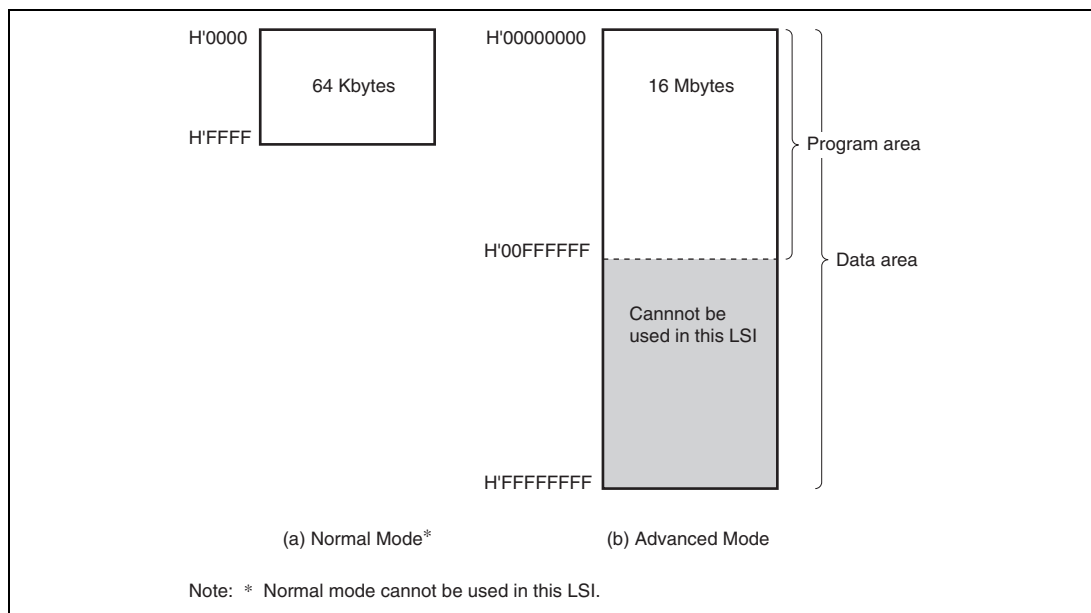 H'0000
64 Kbytes
H'FFFF
(a) Normal Mode*
H'00000000
16 Mbytes
H'00FFFFFF
Cannnot be
used in this LSI
H'FFFFFFFF
Program area
Data area
(b) Advanced Mode
Note: * Normal mode cannot be used in this LSI.